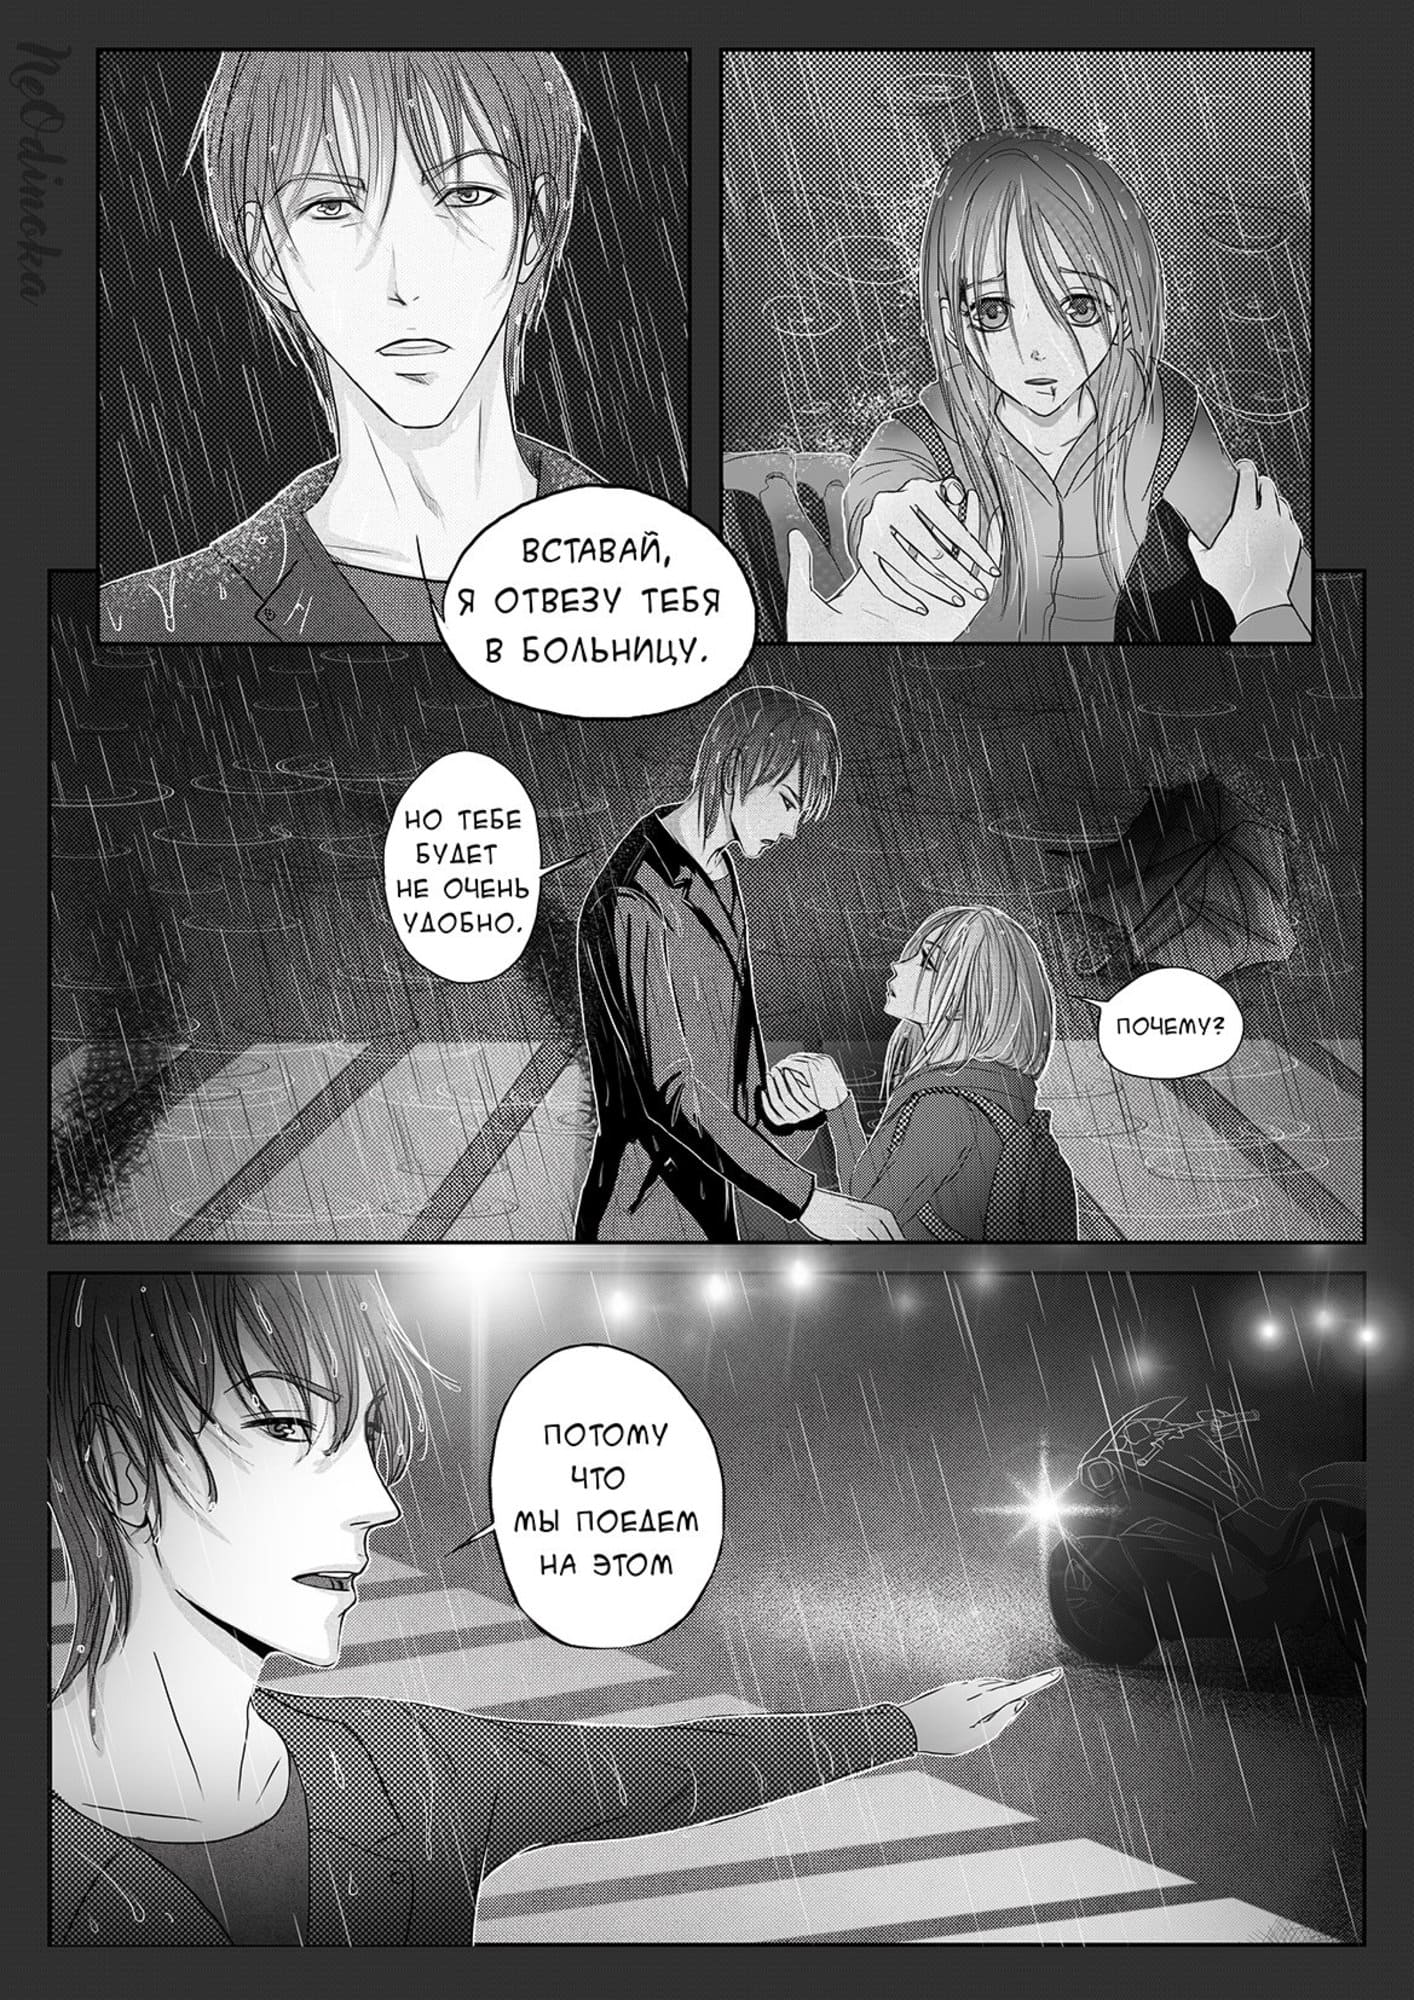 NeOdinoka
ВСТАВАЙ,
Я ОТВЕЗУ ТЕБЯ
В БОЛЬНИЦУ.
НО ТЕБЕ
БУДЕТ
НЕ ОЧЕНЬ
УДОБНО.
ПОЧЕМУ?
ПОТОМУ
ЧТО
МЫ ПОЕДЕМ
НА ЭТОМ